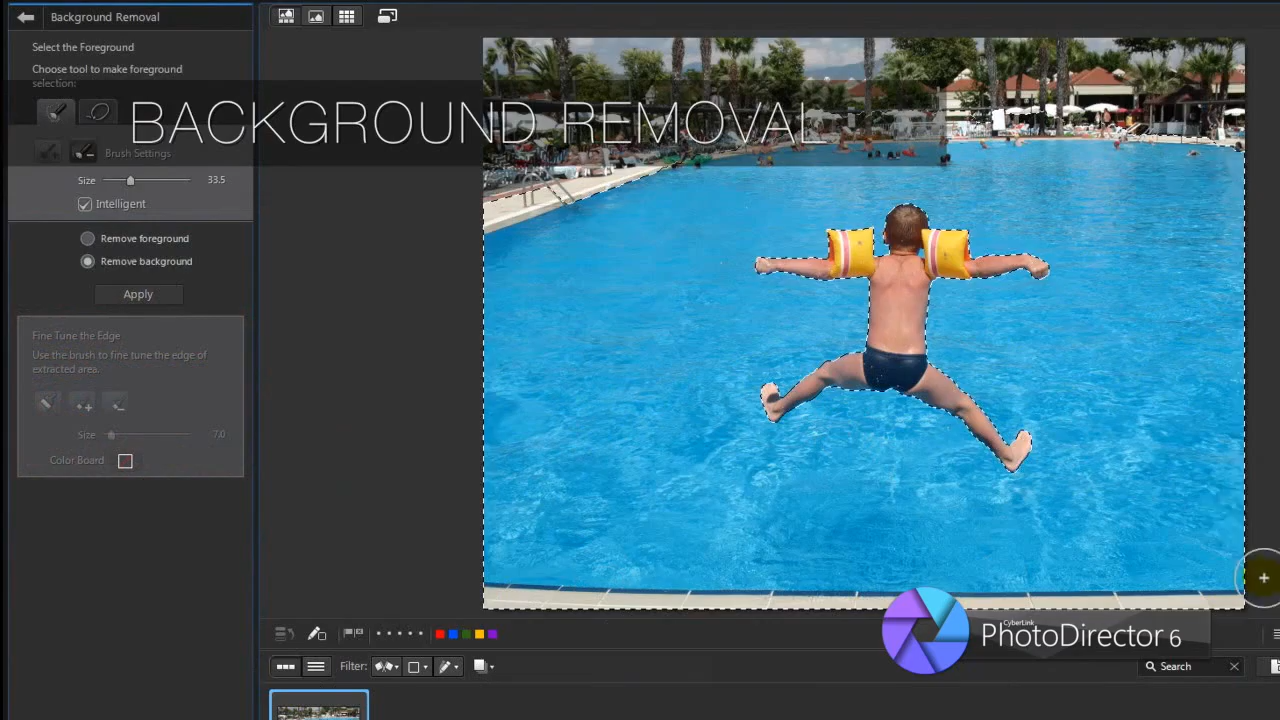 Background Removal
Select the Foreground
Choose tool to make foreground
selection:
BACKGROUND REMOVAL
Brush Settings
Size 33.5
Intelligent
Remove foreground
Remove background
Apply
Fine Tune the Edge
Use the brush to fine tune the edge of
extracted area.
Size 7.0
Color Board
CyberLink
PhotoDirector 6
Filter:
Search